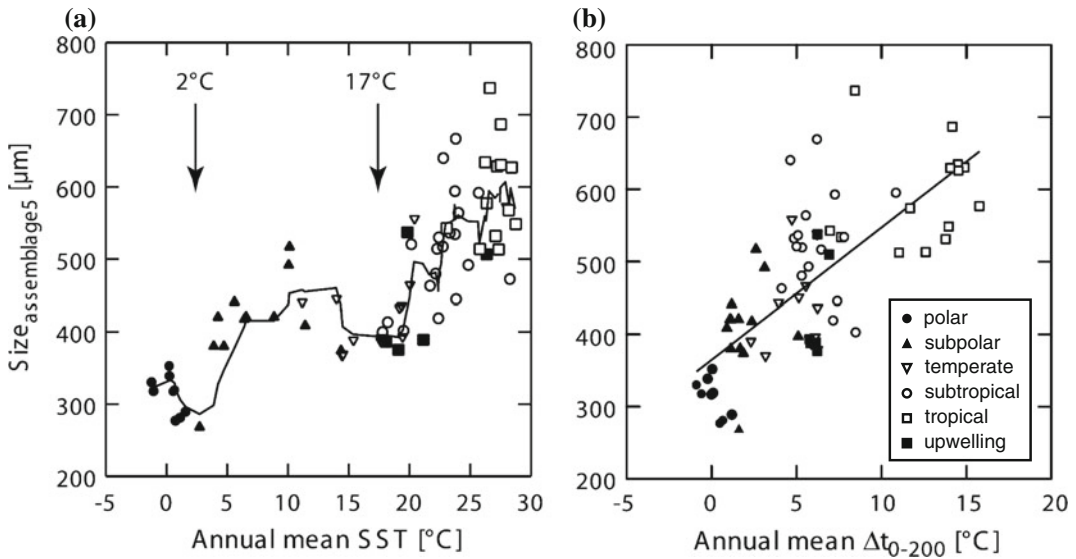 (a)
800
700
600
500
400
300
200
-5
0
5
10
15
20
25
30
2°C
17°C
Size assemblage5 [µm]
Annual mean SST [°C]
(b)
800
700
600
500
400
300
200
-5
0
5
10
15
20
polar
subpolar
temperate
subtropical
tropical
upwelling
Annual mean Δt0-200 [°C]